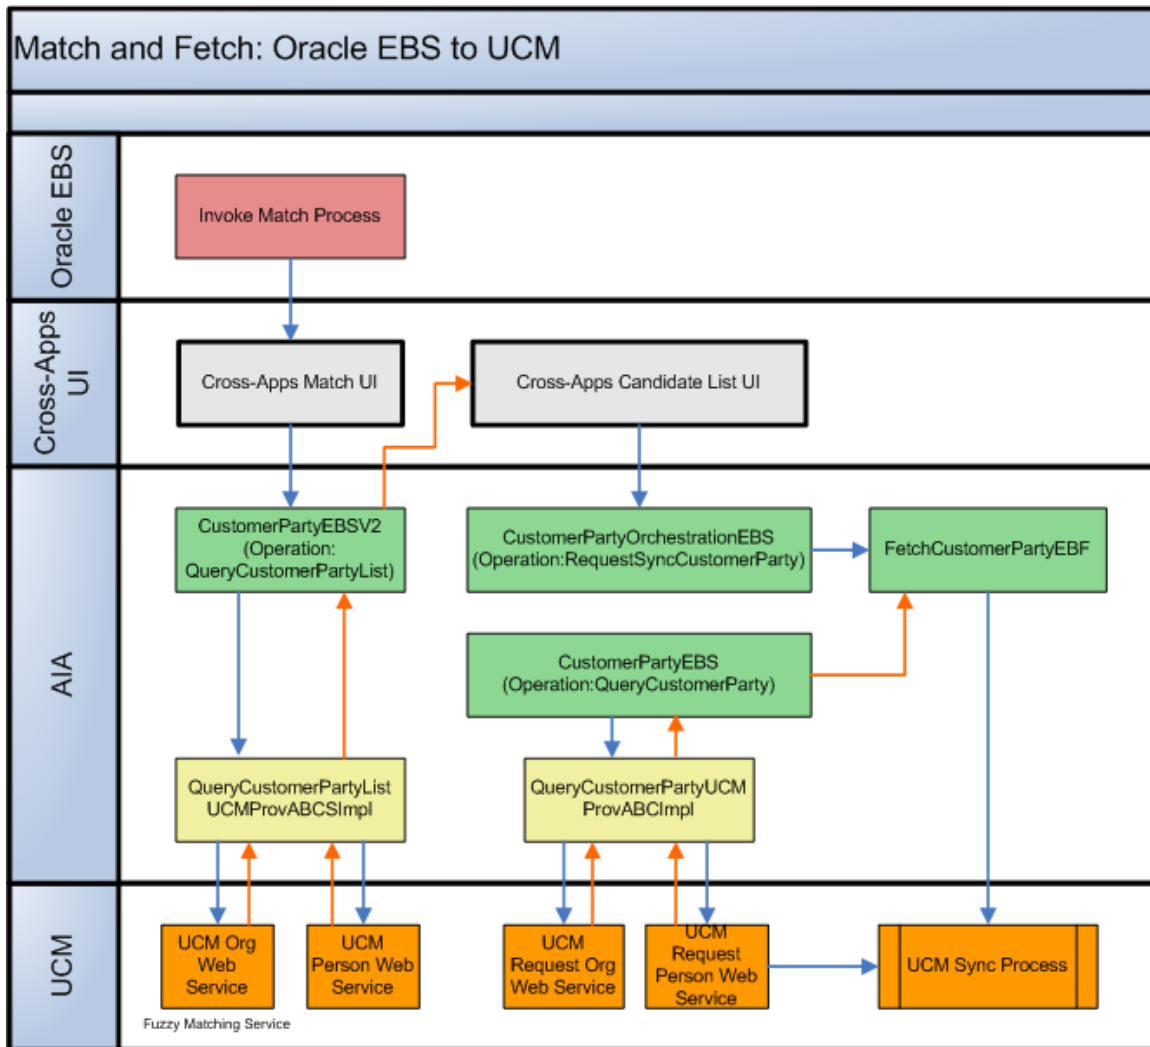 Match and Fetch: Oracle EBS to UCM
Oracle EBS
Invoke Match Process
Cross-Apps
UI
Cross-Apps Match UI
Cross-Apps Candidate List UI
AIA
CustomerPartyEBSV2
(Operation:
QueryCustomerPartyList)
CustomerPartyOrchestrationEBS
(Operation:RequestSyncCustomerParty)
FetchCustomerPartyEBF
CustomerPartyEBS
(Operation:QueryCustomerParty)
QueryCustomerPartyList
UCMProvABCSImpl
QueryCustomerPartyUCM
ProvABCImpl
UCM
UCM Org
Web
Service
UCM
Person Web
Service
UCM
Request Org
Web Service
UCM
Request
Person Web
Service
UCM Sync Process
Fuzzy Matching Service